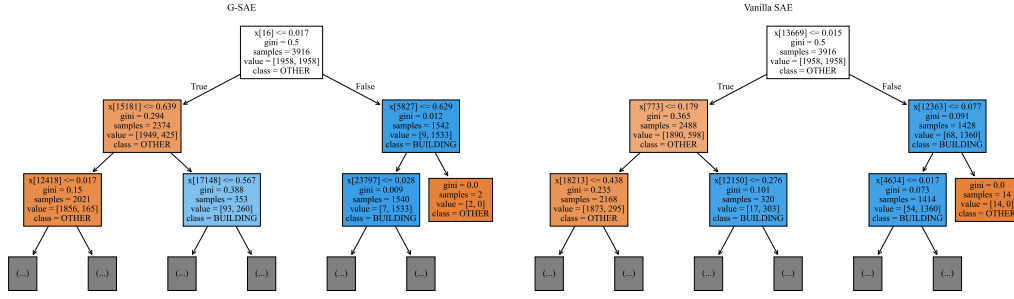 G-SAE
x[16] <= 0.017
gini = 0.5
samples = 3916
value = [1958, 1958]
class = OTHER
True
False
x[15181] <= 0.639
gini = 0.294
samples = 2374
value = [1949, 425]
class = OTHER
x[5827] <= 0.629
gini = 0.012
samples = 1542
value = [9, 1533]
class = BUILDING
x[12418] <= 0.017
gini = 0.15
samples = 2021
value = [1856, 165]
class = OTHER
x[17148] <= 0.567
gini = 0.388
samples = 353
value = [93, 260]
class = BUILDING
x[23797] <= 0.028
gini = 0.009
samples = 1540
value = [7, 1533]
class = BUILDING
gini = 0.0
samples = 2
value = [2, 0]
class = OTHER
(...)
(...)
(...)
(...)
(...)
(...)
Vanilla SAE
x[13669] <= 0.015
gini = 0.5
samples = 3916
value = [1958, 1958]
class = OTHER
True
False
x[773] <= 0.179
gini = 0.365
samples = 2488
value = [1890, 598]
class = OTHER
x[12363] <= 0.077
gini = 0.091
samples = 1428
value = [68, 1360]
class = BUILDING
x[18213] <= 0.438
gini = 0.235
samples = 2168
value = [1873, 295]
class = OTHER
x[12150] <= 0.276
gini = 0.101
samples = 320
value = [17, 303]
class = BUILDING
x[4634] <= 0.017
gini = 0.073
samples = 1414
value = [54, 1360]
class = BUILDING
gini = 0.0
samples = 14
value = [14, 0]
class = OTHER
(...)
(...)
(...)
(...)
(...)
(...)